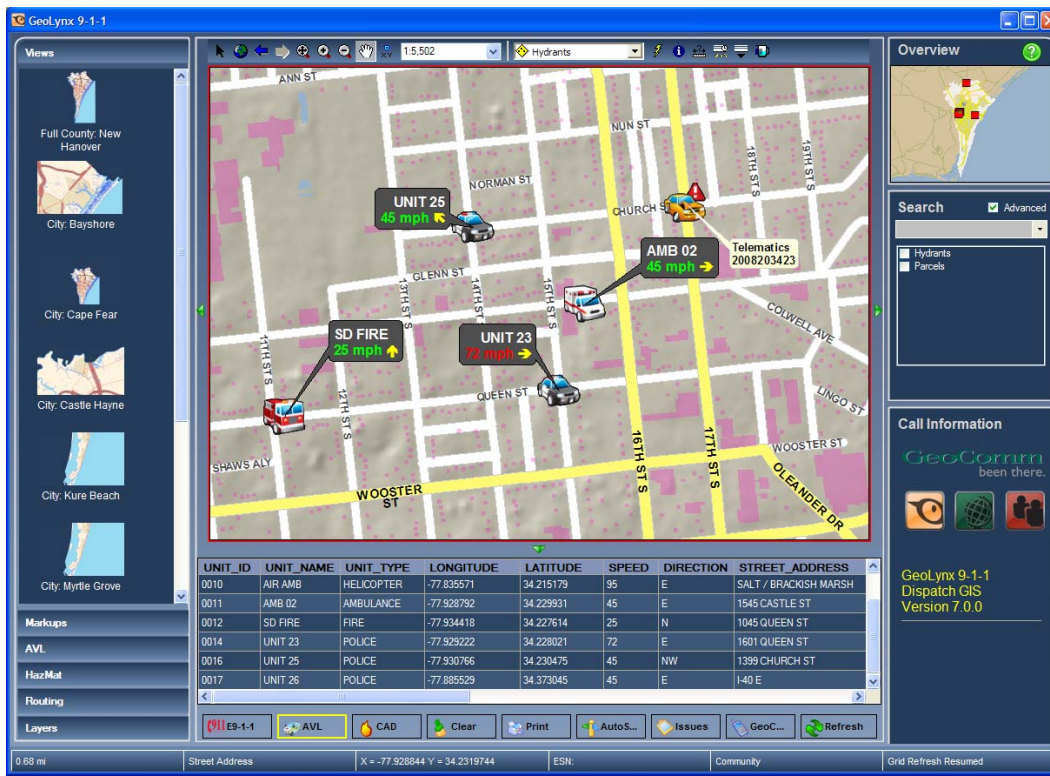 GeoLynx 9-1-1
Views
Full County: New
Hanover
City: Bayshore
City: Cape Fear
City: Castle Hayne
City: Kure Beach
City: Myrtle Grove
Markups
AVL
HazMat
Routing
Layers
1:5,502
Hydrants
ANN ST
NUN ST
NORMAN ST
18TH ST S
19TH ST S
UNIT 25
45 mph
CHURCH S
Telematics
2008203423
AMB 02
45 mph
GLENN ST
13TH ST S
14TH ST S
15TH ST S
COLWELL AVE
SD FIRE
25 mph
UNIT 23
72 mph
11TH ST S
12TH ST S
QUEEN ST
LINGO ST
16TH ST S
17TH ST S
WOOSTER ST
SHAWS ALY
WOOSTER
ST
OLEANDER DR
UNIT_ID UNIT_NAME UNIT_TYPE LONGITUDE LATITUDE SPEED DIRECTION STREET_ADDRESS
0010 AIR AMB HELICOPTER -77.835571 34.215179 95 E SALT / BRACKISH MARSH
0011 AMB 02 AMBULANCE -77.928792 34.229931 45 E 1545 CASTLE ST
0012 SD FIRE FIRE -77.934418 34.227614 25 N 1045 QUEEN ST
0014 UNIT 23 POLICE -77.929222 34.228021 72 E 1601 QUEEN ST
0016 UNIT 25 POLICE -77.930766 34.230475 45 NW 1399 CHURCH ST
0017 UNIT 26 POLICE -77.885529 34.373045 45 E I-40 E
911 E9-1-1 AVL CAD Clear Print AutoS... Issues GeoC... Refresh
Overview
Search Advanced
Hydrants
Parcels
Call Information
GeoComm
been there.
GeoLynx 9-1-1
Dispatch GIS
Version 7.0.0
0.68 mi Street Address X = -77.928844 Y = 34.2319744 ESN: Community Grid Refresh Resumed